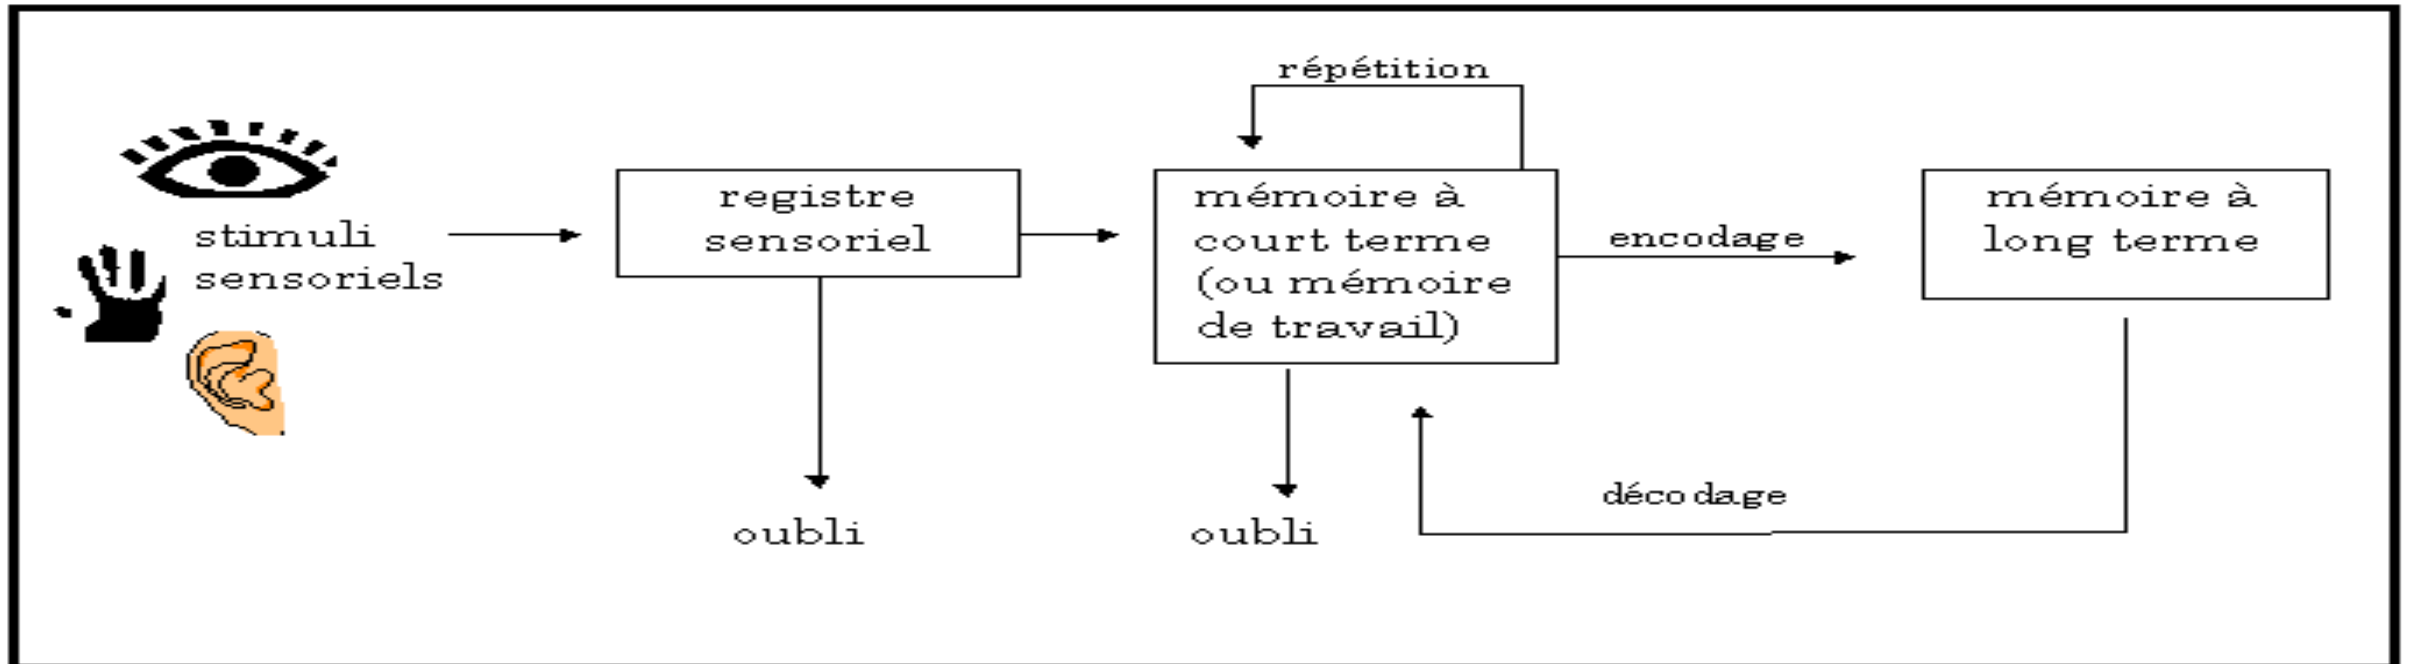 répétition
stimuli
sensoriels
registre
sensoriel
mémoire à
court terme
(ou mémoire
de travail)
encodage
mémoire à
long terme
décodage
oubli
oubli